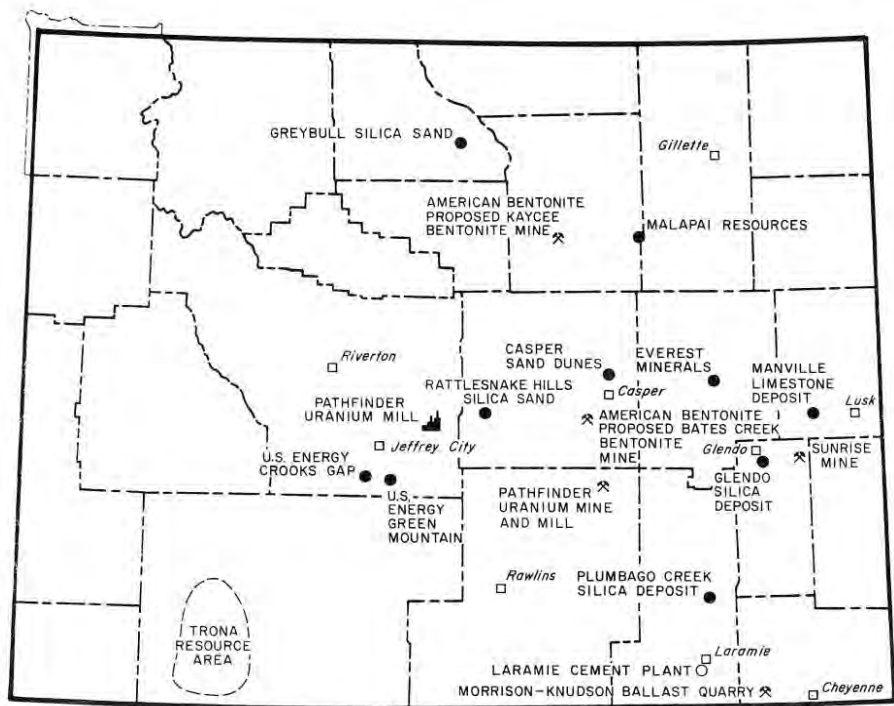 GREYBULL SILICA SAND
Gillette
AMERICAN BENTONITE
PROPOSED KAYCEE
BENTONITE MINE
MALAPAI RESOURCES
Riverton
CASPER
SAND DUNES
EVEREST
MINERALS
MANVILLE
LIMESTONE
DEPOSIT
Lusk
PATHFINDER
URANIUM MILL
RATTLESNAKE HILLS
SILICA SAND
Casper
AMERICAN BENTONITE
PROPOSED BATES CREEK
BENTONITE
MINE
Jeffrey City
Glendo
SUNRISE
MINE
U.S. ENERGY
CROOKS GAP
U.S.
ENERGY
GREEN
MOUNTAIN
PATHFINDER
URANIUM MINE
AND MILL
GLENDO
SILICA
DEPOSIT
Rawlins
PLUMBAGO CREEK
SILICA DEPOSIT
TRONA
RESOURCE
AREA
Laramie
LARAMIE CEMENT PLANT
MORRISON-KNUDSON BALLAST QUARRY
Cheyenne